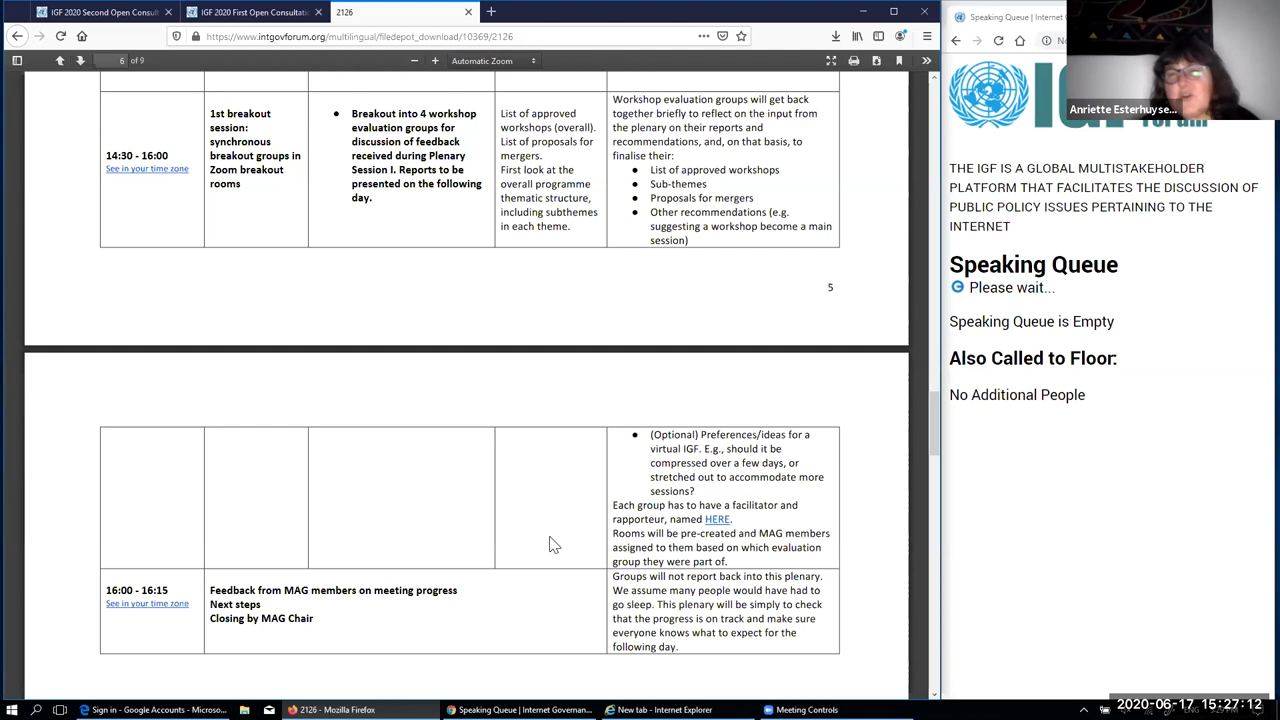 IGF 2020 Second Open Consult
IGF 2020 First Open Consultatio
2126
https://www.intgovforum.org/multilingual/filedepot_download/10369/2126
6 of 9
Automatic Zoom
14:30 - 16:00
See in your time zone
1st breakout
session:
synchronous
breakout groups in
Zoom breakout
rooms
● Breakout into 4 workshop
evaluation groups for
discussion of feedback
received during Plenary
Session I. Reports to be
presented on the following
day.
List of approved
workshops (overall).
List of proposals for
mergers.
First look at the
overall programme
thematic structure,
including subthemes
in each theme.
Workshop evaluation groups will get back
together briefly to reflect on the input from
the plenary on their reports and
recommendations, and, on that basis, to
finalise their:
● List of approved workshops
● Sub-themes
● Proposals for mergers
● Other recommendations (e.g.
suggesting a workshop become a main
session)
5
● (Optional) Preferences/ideas for a
virtual IGF. E.g., should it be
compressed over a few days, or
stretched out to accommodate more
sessions?
Each group has to have a facilitator and
rapporteur, named HERE.
Rooms will be pre-created and MAG members
assigned to them based on which evaluation
group they were part of.
16:00 - 16:15
See in your time zone
Feedback from MAG members on meeting progress
Next steps
Closing by MAG Chair
Groups will not report back into this plenary.
We assume many people would have had to
go sleep. This plenary will be simply to check
that the progress is on track and make sure
everyone knows what to expect for the
following day.
Speaking Queue | Internet G
Anriette Esterhuyse...
THE IGF IS A GLOBAL MULTISTAKEHOLDER
PLATFORM THAT FACILITATES THE DISCUSSION OF
PUBLIC POLICY ISSUES PERTAINING TO THE
INTERNET
Speaking Queue
Please wait...
Speaking Queue is Empty
Also Called to Floor:
No Additional People
Sign in - Google Accounts - Mozilla...
2126 - Mozilla Firefox
Speaking Queue | Internet Governan...
New tab - Internet Explorer
Meeting Controls
2020-06-17 15:27:12